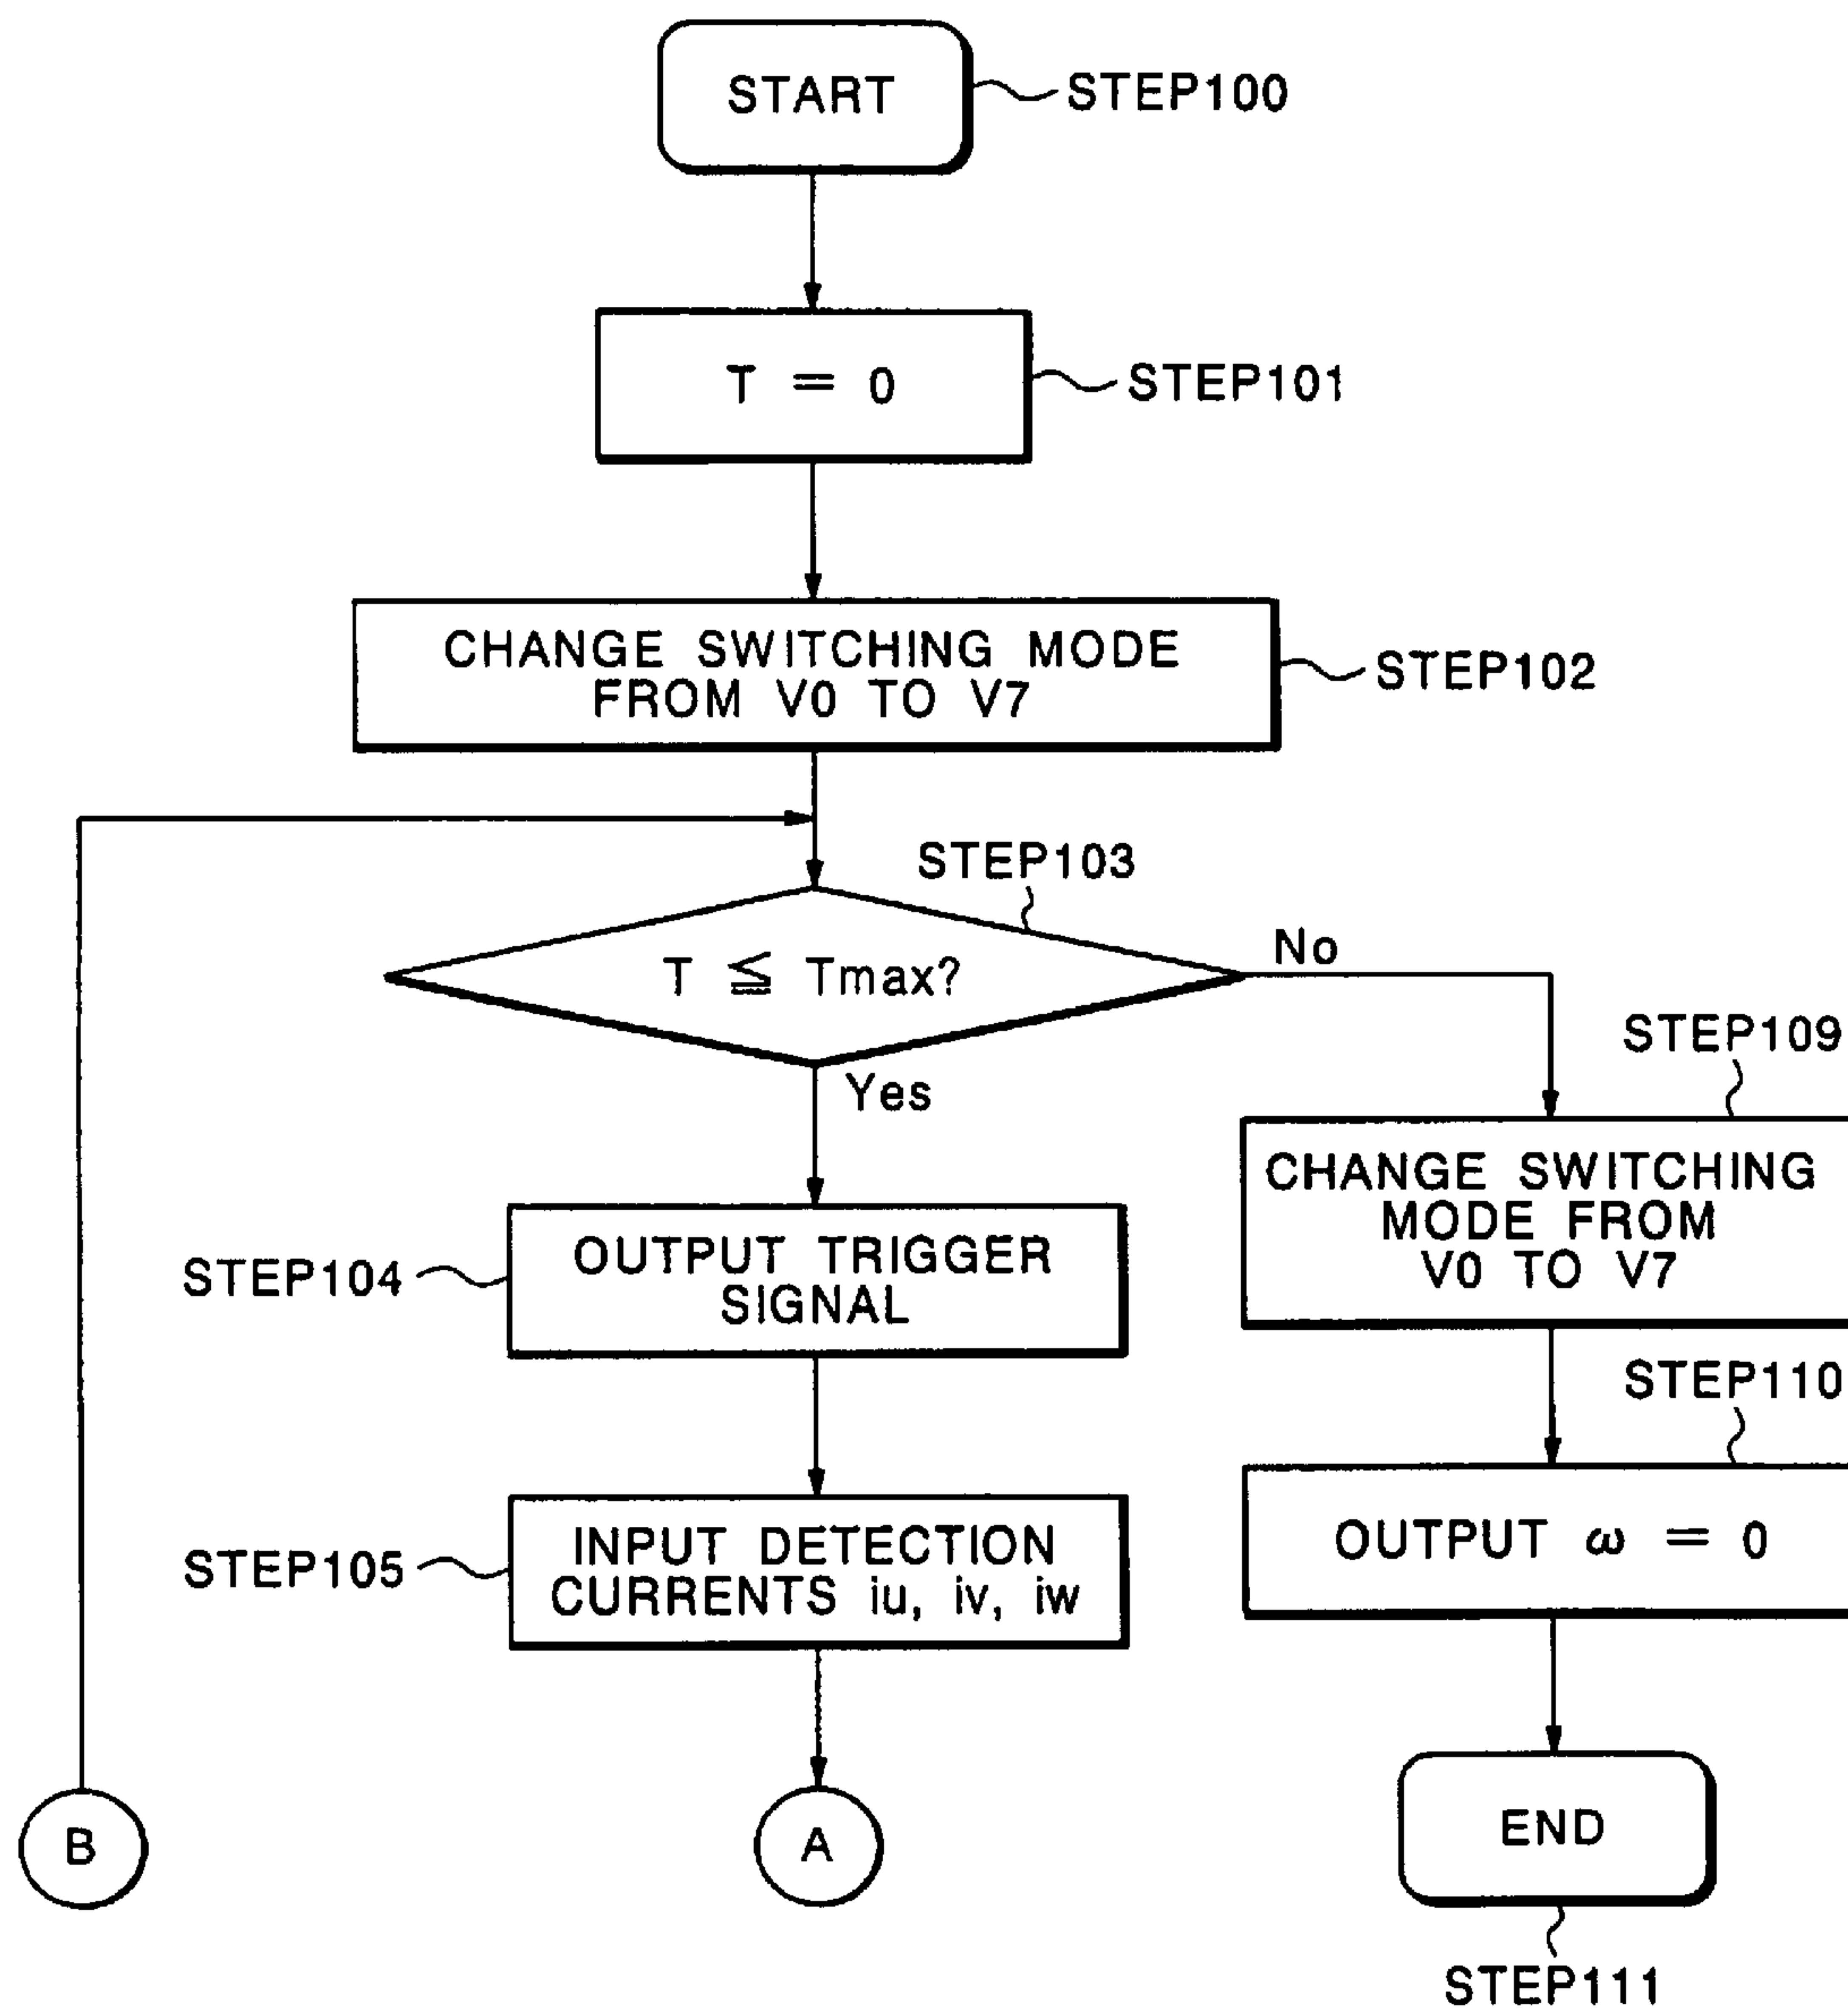 START
STEP100
T = 0
STEP101
CHANGE SWITCHING MODE
FROM V0 TO V7
STEP102
STEP103
T ≦ Tmax?
No
Yes
STEP109
CHANGE SWITCHING
MODE FROM
V0 TO V7
STEP104
OUTPUT TRIGGER
SIGNAL
STEP110
OUTPUT ω = 0
STEP105
INPUT DETECTION
CURRENTS iu, iv, iw
B
A
END
STEP111